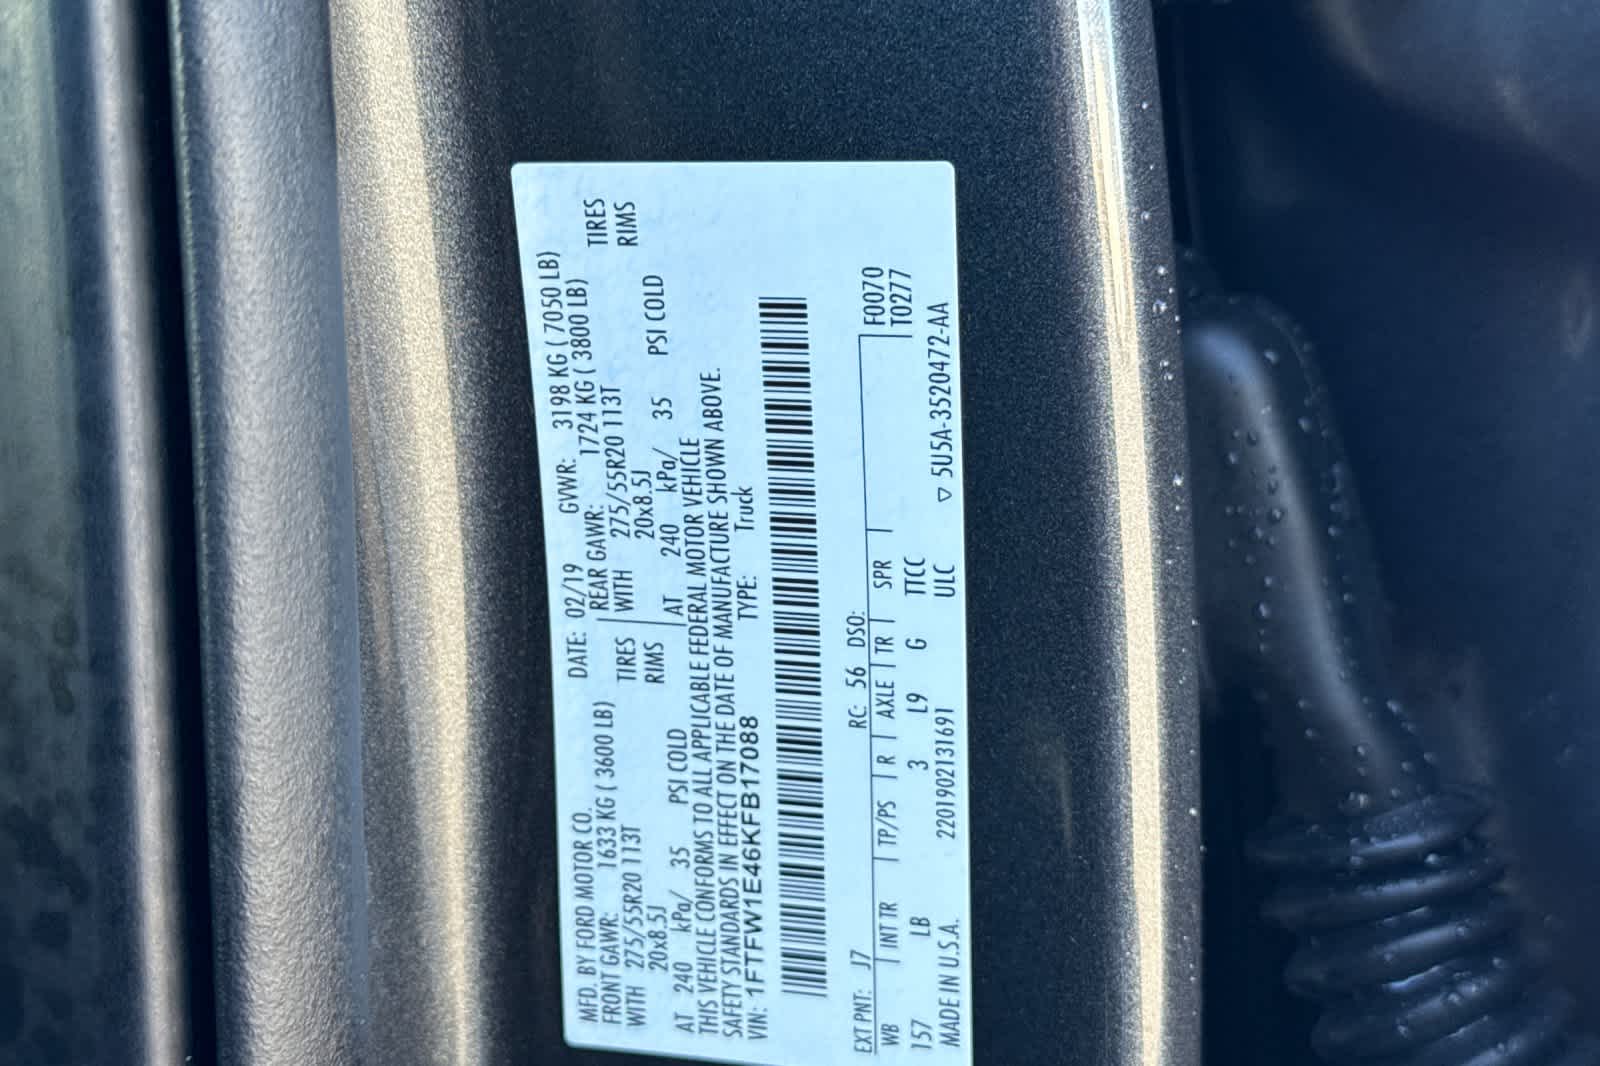 MFD. BY FORD MOTOR CO.
DATE: 02/19 GVWR: 3198 KG ( 7050 LB)
FRONT GAWR: 1633 KG ( 3600 LB) REAR GAWR: 1724 KG ( 3800 LB)
WITH 275/55R20 113T TIRES WITH 275/55R20 113T TIRES
20x8.5J RIMS 20x8.5J RIMS
AT 240 kPa/ 35 PSI COLD AT 240 kPa/ 35 PSI COLD
THIS VEHICLE CONFORMS TO ALL APPLICABLE FEDERAL MOTOR VEHICLE
SAFETY STANDARDS IN EFFECT ON THE DATE OF MANUFACTURE SHOWN ABOVE.
VIN: 1FTFW1E46KFB17088 TYPE: Truck
EXT PNT: J7 RC: 56 DSO: F0070
WB INT TR TP/PS R AXLE TR SPR T0277
157 LB 3 L9 G TTCC
MADE IN U.S.A. 2201902131691 ULC ▽ 5U5A-3520472-AA